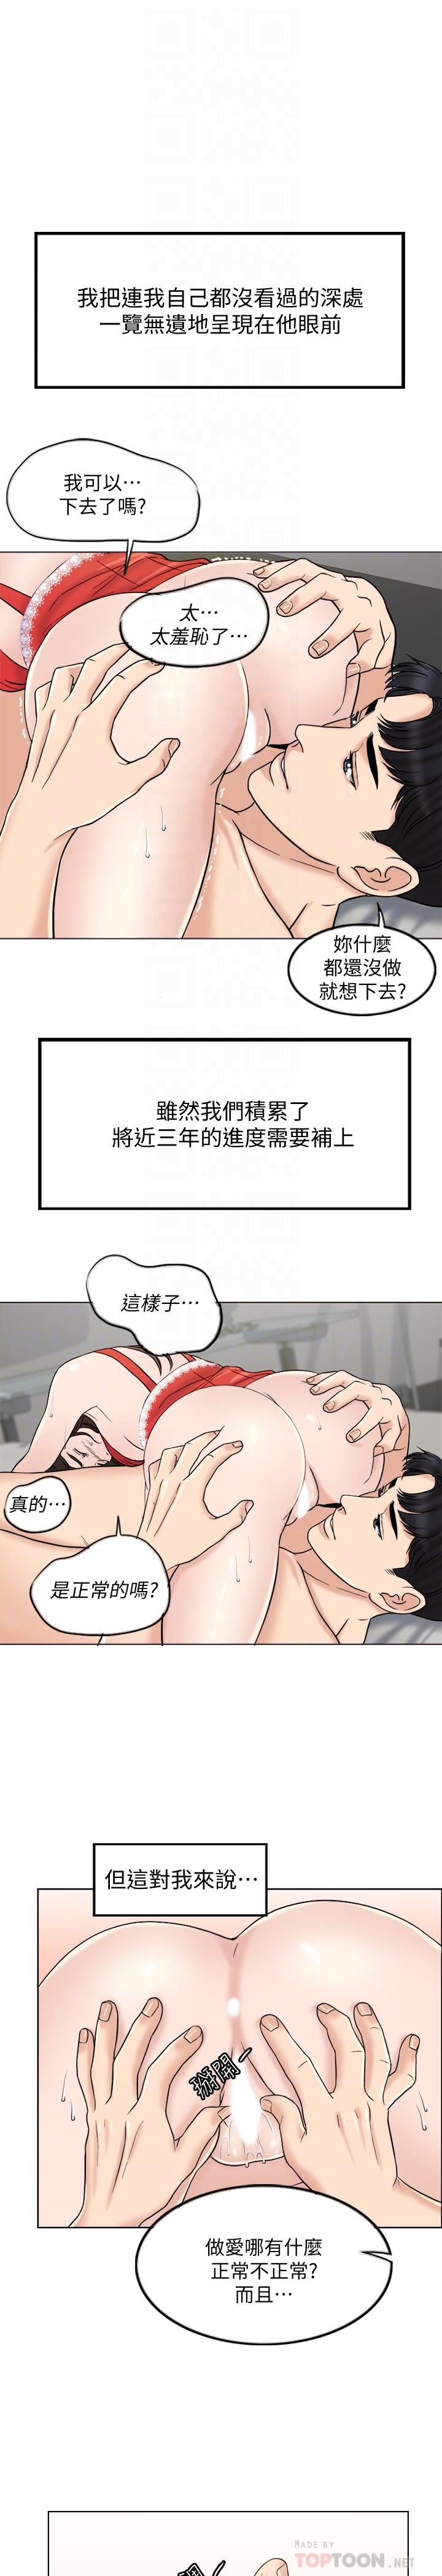 我把連我自己都沒看過的深處
一覽無遺地呈現在他眼前
我可以…
下去了嗎?
太…
太羞恥了…
妳什麼
都還沒做
就想下去?
雖然我們積累了
將近三年的進度需要補上
這樣子…
真的…
是正常的嗎?
但這對我來說…
掰開
做愛哪有什麼
正常不正常?
而且…
MADE BY
TOPTOON.NET